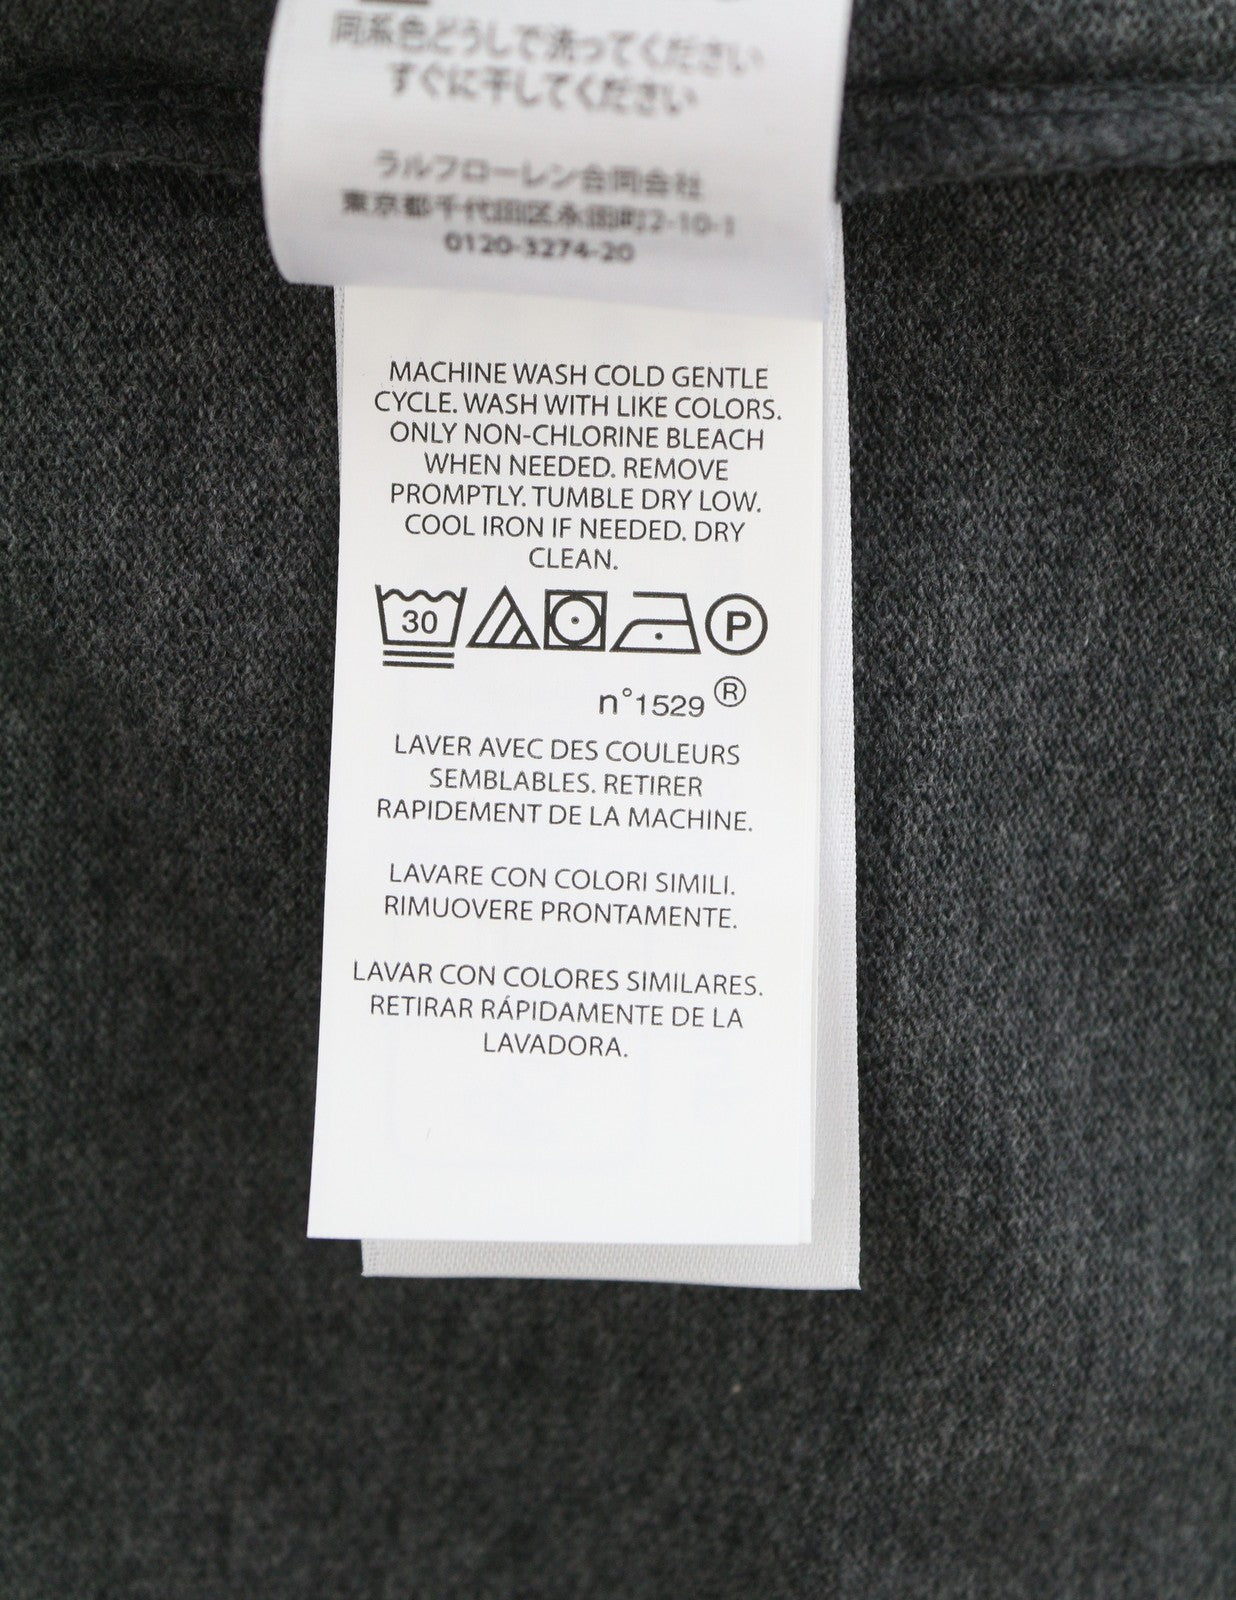 同系色どうしで洗ってください
すぐに干してください
ラルフローレン合同会社
東京都千代田区永田町2-10-1
0120-3274-20
MACHINE WASH COLD GENTLE
CYCLE. WASH WITH LIKE COLORS.
ONLY NON-CHLORINE BLEACH
WHEN NEEDED. REMOVE
PROMPTLY. TUMBLE DRY LOW.
COOL IRON IF NEEDED. DRY
CLEAN.
30 P
n°1529 ®
LAVER AVEC DES COULEURS
SEMBLABLES. RETIRER
RAPIDEMENT DE LA MACHINE.
LAVARE CON COLORI SIMILI.
RIMUOVERE PRONTAMENTE.
LAVAR CON COLORES SIMILARES.
RETIRAR RÁPIDAMENTE DE LA
LAVADORA.